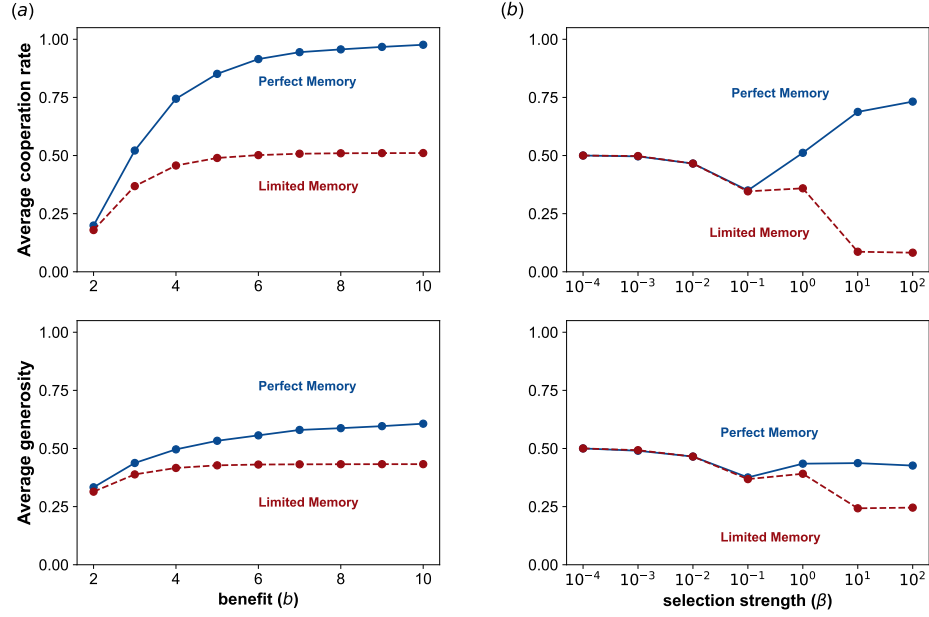 (a)
Average cooperation rate
1.00
0.75
0.50
0.25
0.00
Perfect Memory
Limited Memory
2 4 6 8 10
(b)
1.00
0.75
0.50
0.25
0.00
Perfect Memory
Limited Memory
10⁻⁴ 10⁻³ 10⁻² 10⁻¹ 10⁰ 10¹ 10²
Average generosity
1.00
0.75
0.50
0.25
0.00
Perfect Memory
Limited Memory
2 4 6 8 10
benefit (b)
1.00
0.75
0.50
0.25
0.00
Perfect Memory
Limited Memory
10⁻⁴ 10⁻³ 10⁻² 10⁻¹ 10⁰ 10¹ 10²
selection strength (β)